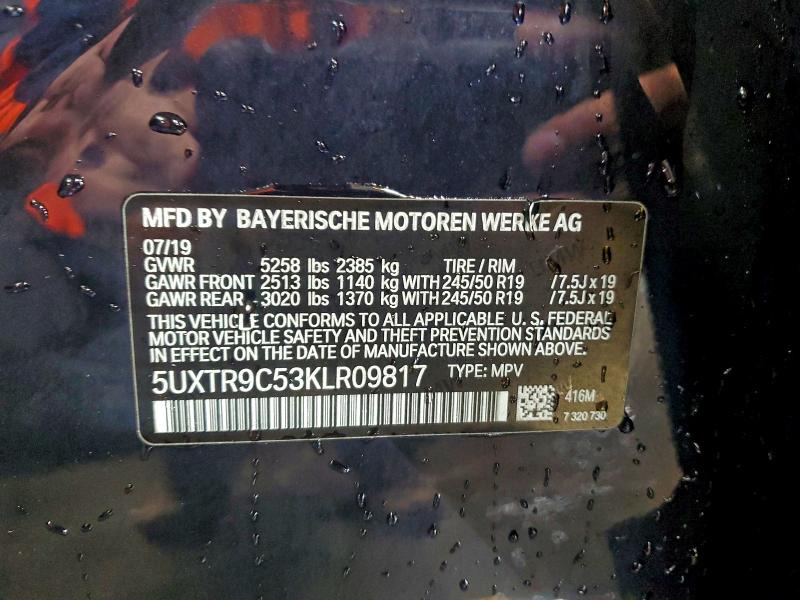 MFD BY BAYERISCHE MOTOREN WERKE AG
07/19
GVWR 5258 lbs 2385 kg TIRE / RIM
GAWR FRONT 2513 lbs 1140 kg WITH 245/50 R19 / 7.5J x 19
GAWR REAR 3020 lbs 1370 kg WITH 245/50 R19 / 7.5J x 19
THIS VEHICLE CONFORMS TO ALL APPLICABLE U. S. FEDERAL
MOTOR VEHICLE SAFETY AND THEFT PREVENTION STANDARDS
IN EFFECT ON THE DATE OF MANUFACTURE SHOWN ABOVE.
5UXTR9C53KLR09817 TYPE: MPV
416M
7 320 730